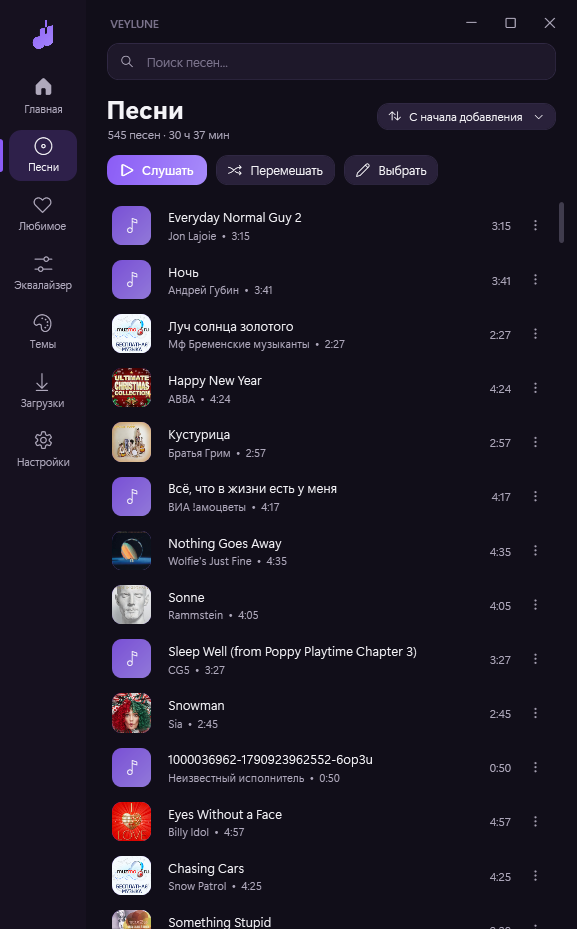 VEYLUNE
Поиск песен...
Главная
Песни
Любимое
Эквалайзер
Темы
Загрузки
Настройки
Песни
545 песен · 30 ч 37 мин
С начала добавления
Слушать
Перемешать
Выбрать
Everyday Normal Guy 2
Jon Lajoie • 3:15
3:15
Ночь
Андрей Губин • 3:41
3:41
Луч солнца золотого
Мф Бременские музыканты • 2:27
2:27
Happy New Year
ABBA • 4:24
4:24
ULTIMATE
CHRISTMAS
COLLECTION
Кустурица
Братья Грим • 2:57
2:57
Всё, что в жизни есть у меня
ВИА !амоцветы • 4:17
4:17
Nothing Goes Away
Wolfie's Just Fine • 4:35
4:35
Sonne
Rammstein • 4:05
4:05
Sleep Well (from Poppy Playtime Chapter 3)
CG5 • 3:27
3:27
Snowman
Sia • 2:45
2:45
1000036962-1790923962552-6op3u
Неизвестный исполнитель • 0:50
0:50
Eyes Without a Face
Billy Idol • 4:57
4:57
LOVE
Chasing Cars
Snow Patrol • 4:25
4:25
БЕСПЛАТНАЯ
МУЗЫКА
Something Stupid